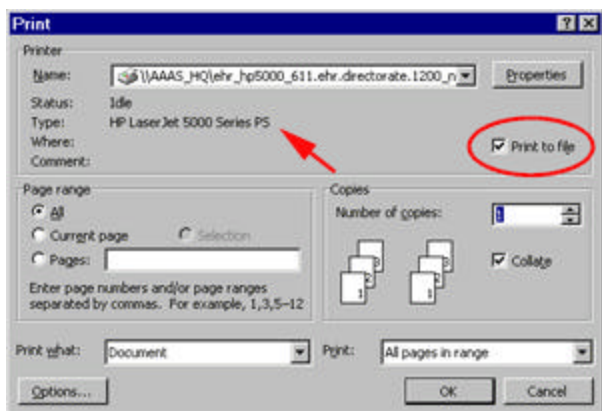 Print
Printer
Name: \\AAAS_HQ\ehr_hp5000_611.ehr.directorate.1200_n Properties
Status: Idle
Type: HP LaserJet 5000 Series PS
Where: Print to file
Comment:
Page range
All
Current page Selection
Pages:
Enter page numbers and/or page ranges
separated by commas. For example, 1,3,5–12
Copies
Number of copies: 1
Collate
Print what: Document Print: All pages in range
Options... OK Cancel